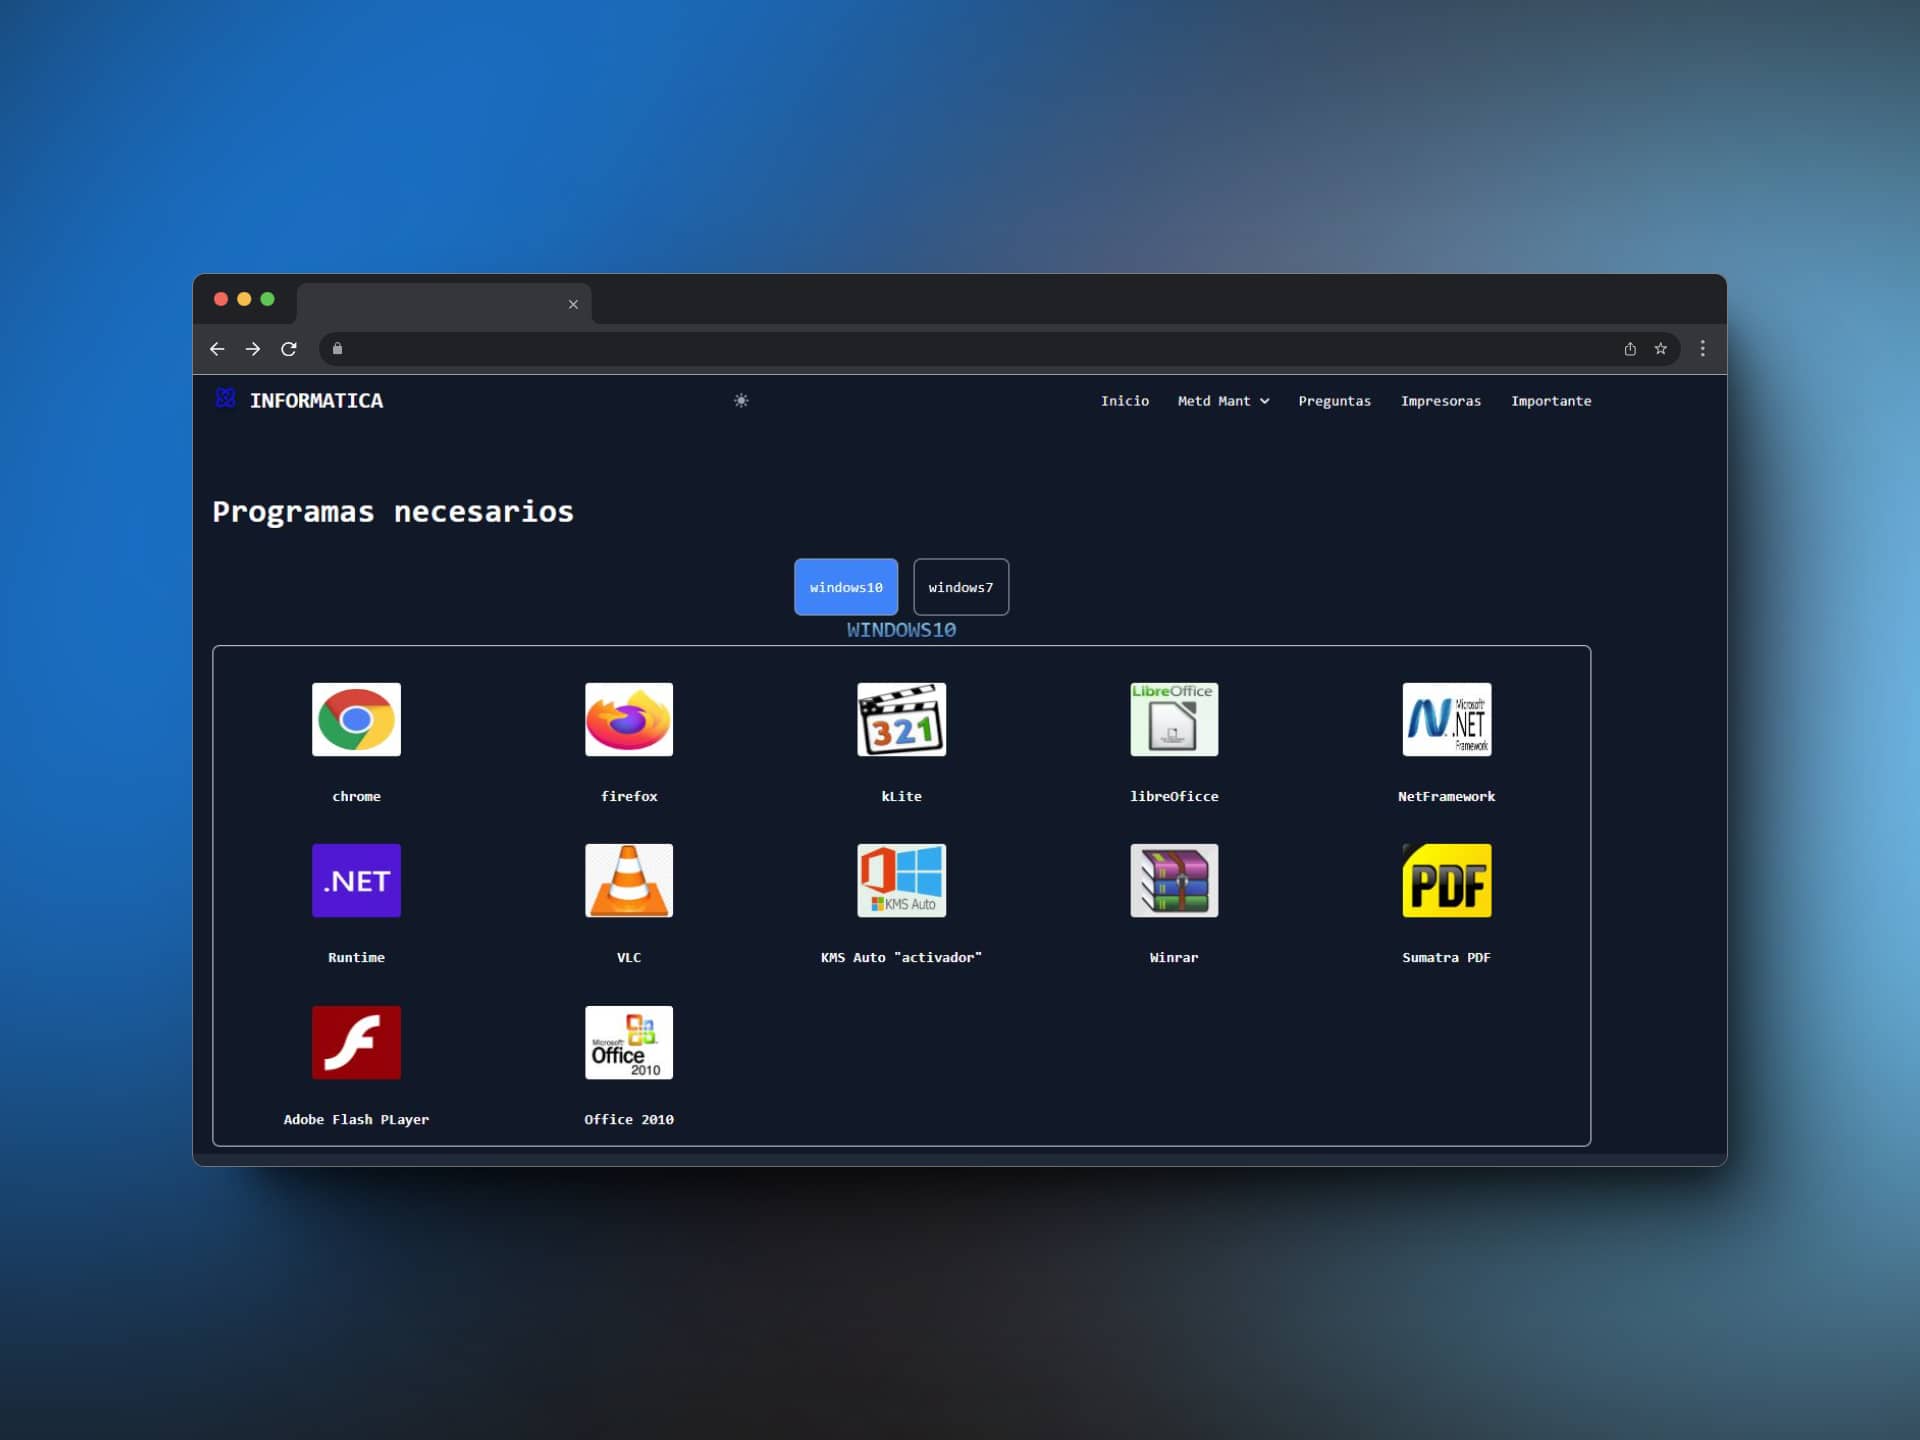 INFORMATICA
Inicio Metd Mant Preguntas Impresoras Importante
Programas necesarios
windows10 windows7
WINDOWS10
321
LibreOffice
Microsoft
.NET
Framework
chrome firefox kLite libreOficce NetFramework
.NET
KMS Auto
PDF
Runtime VLC KMS Auto "activador" Winrar Sumatra PDF
Microsoft
Office
2010
Adobe Flash PLayer Office 2010